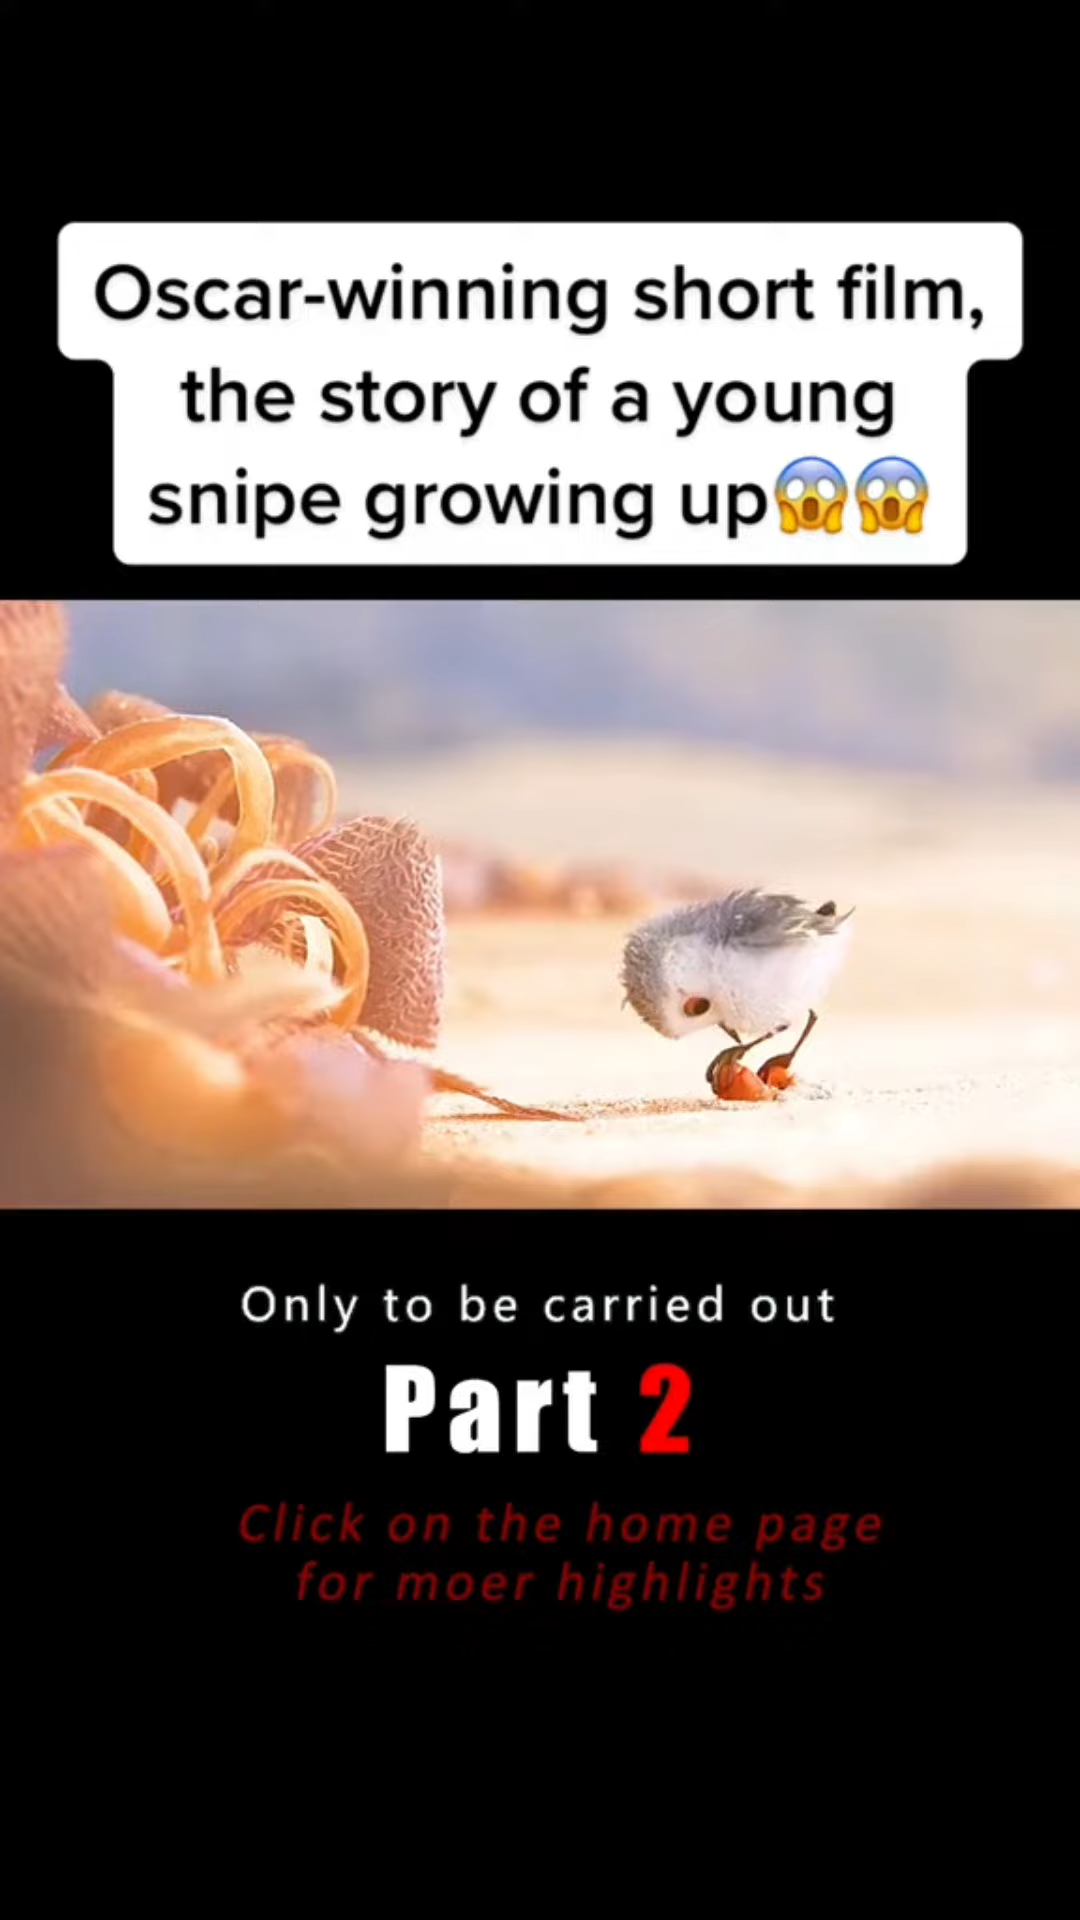 Oscar-winning short film,
the story of a young
snipe growing up😱😱
Only to be carried out
Part 2
Click on the home page
for moer highlights